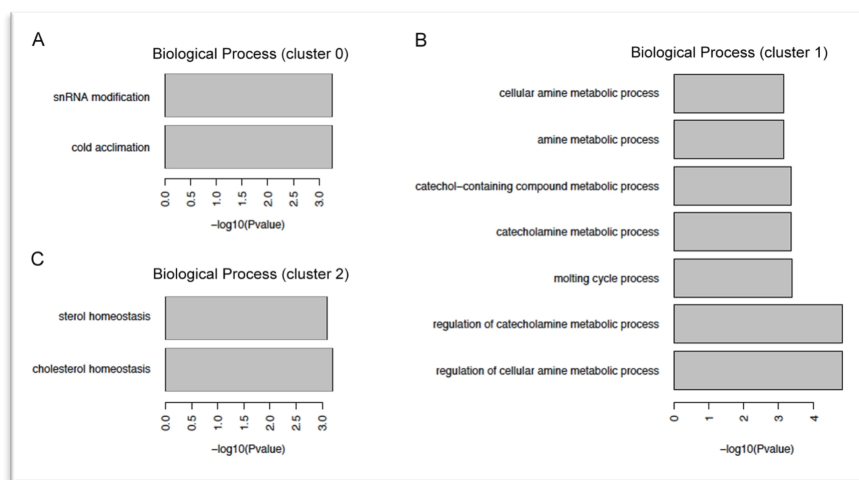 A
Biological Process (cluster 0)
snRNA modification
cold acclimation
0.0
0.5
1.0
1.5
2.0
2.5
3.0
−log10(Pvalue)
B
Biological Process (cluster 1)
cellular amine metabolic process
amine metabolic process
catechol−containing compound metabolic process
catecholamine metabolic process
molting cycle process
regulation of catecholamine metabolic process
regulation of cellular amine metabolic process
0
1
2
3
4
−log10(Pvalue)
C
Biological Process (cluster 2)
sterol homeostasis
cholesterol homeostasis
0.0
0.5
1.0
1.5
2.0
2.5
3.0
−log10(Pvalue)